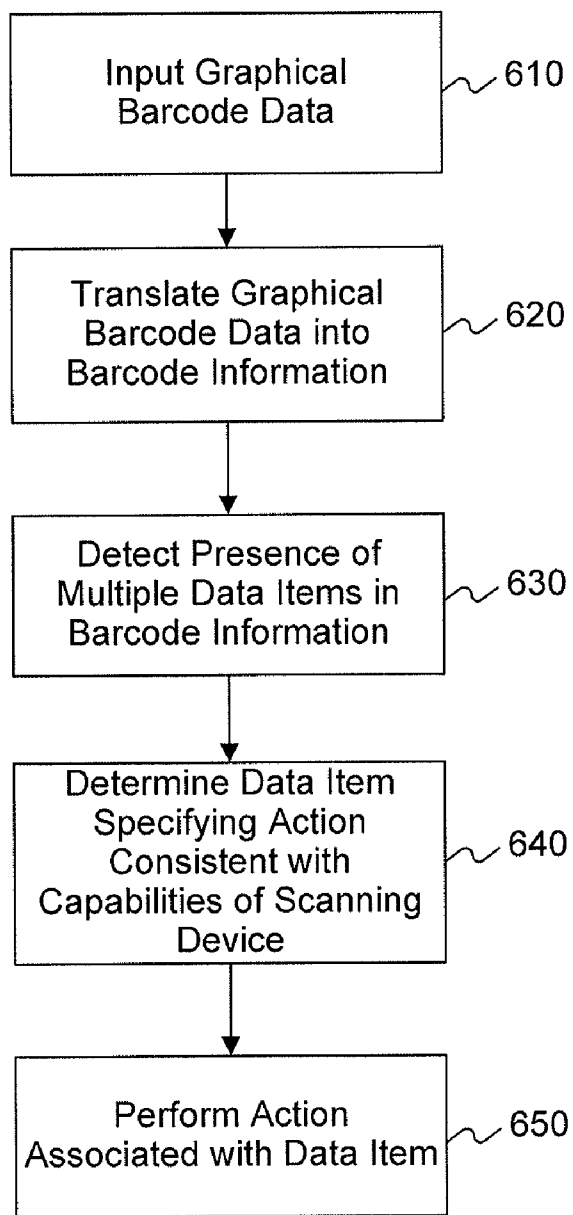 Input Graphical
Barcode Data
610
Translate Graphical
Barcode Data into
Barcode Information
620
Detect Presence of
Multiple Data Items in
Barcode Information
630
Determine Data Item
Specifying Action
Consistent with
Capabilities of Scanning
Device
640
Perform Action
Associated with Data Item
650